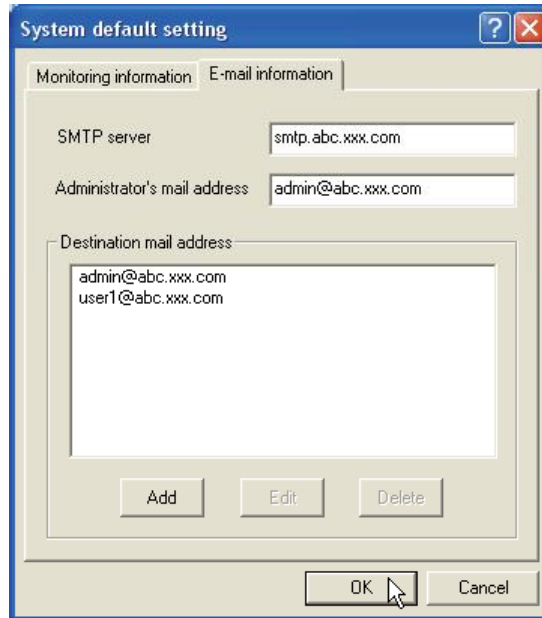 System default setting
Monitoring information
E-mail information
SMTP server
smtp.abc.xxx.com
Administrator's mail address
admin@abc.xxx.com
Destination mail address
admin@abc.xxx.com
user1@abc.xxx.com
Add
Edit
Delete
OK
Cancel